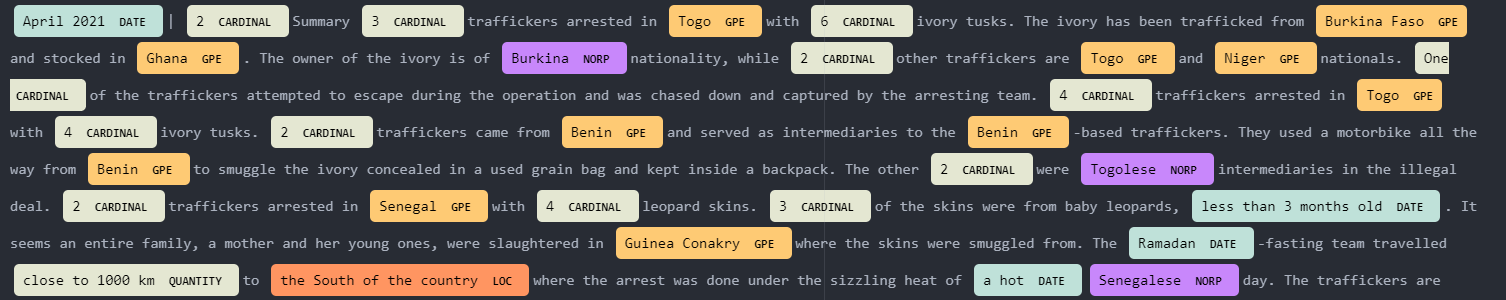 April 2021 DATE | 2 CARDINAL Summary 3 CARDINAL traffickers arrested in Togo GPE with 6 CARDINAL ivory tusks. The ivory has been trafficked from Burkina Faso GPE
and stocked in Ghana GPE . The owner of the ivory is of Burkina NORP nationality, while 2 CARDINAL other traffickers are Togo GPE and Niger GPE nationals. One
CARDINAL of the traffickers attempted to escape during the operation and was chased down and captured by the arresting team. 4 CARDINAL traffickers arrested in Togo GPE
with 4 CARDINAL ivory tusks. 2 CARDINAL traffickers came from Benin GPE and served as intermediaries to the Benin GPE -based traffickers. They used a motorbike all the
way from Benin GPE to smuggle the ivory concealed in a used grain bag and kept inside a backpack. The other 2 CARDINAL were Togolese NORP intermediaries in the illegal
deal. 2 CARDINAL traffickers arrested in Senegal GPE with 4 CARDINAL leopard skins. 3 CARDINAL of the skins were from baby leopards, less than 3 months old DATE . It
seems an entire family, a mother and her young ones, were slaughtered in Guinea Conakry GPE where the skins were smuggled from. The Ramadan DATE -fasting team travelled
close to 1000 km QUANTITY to the South of the country LOC where the arrest was done under the sizzling heat of a hot DATE Senegalese NORP day. The traffickers are